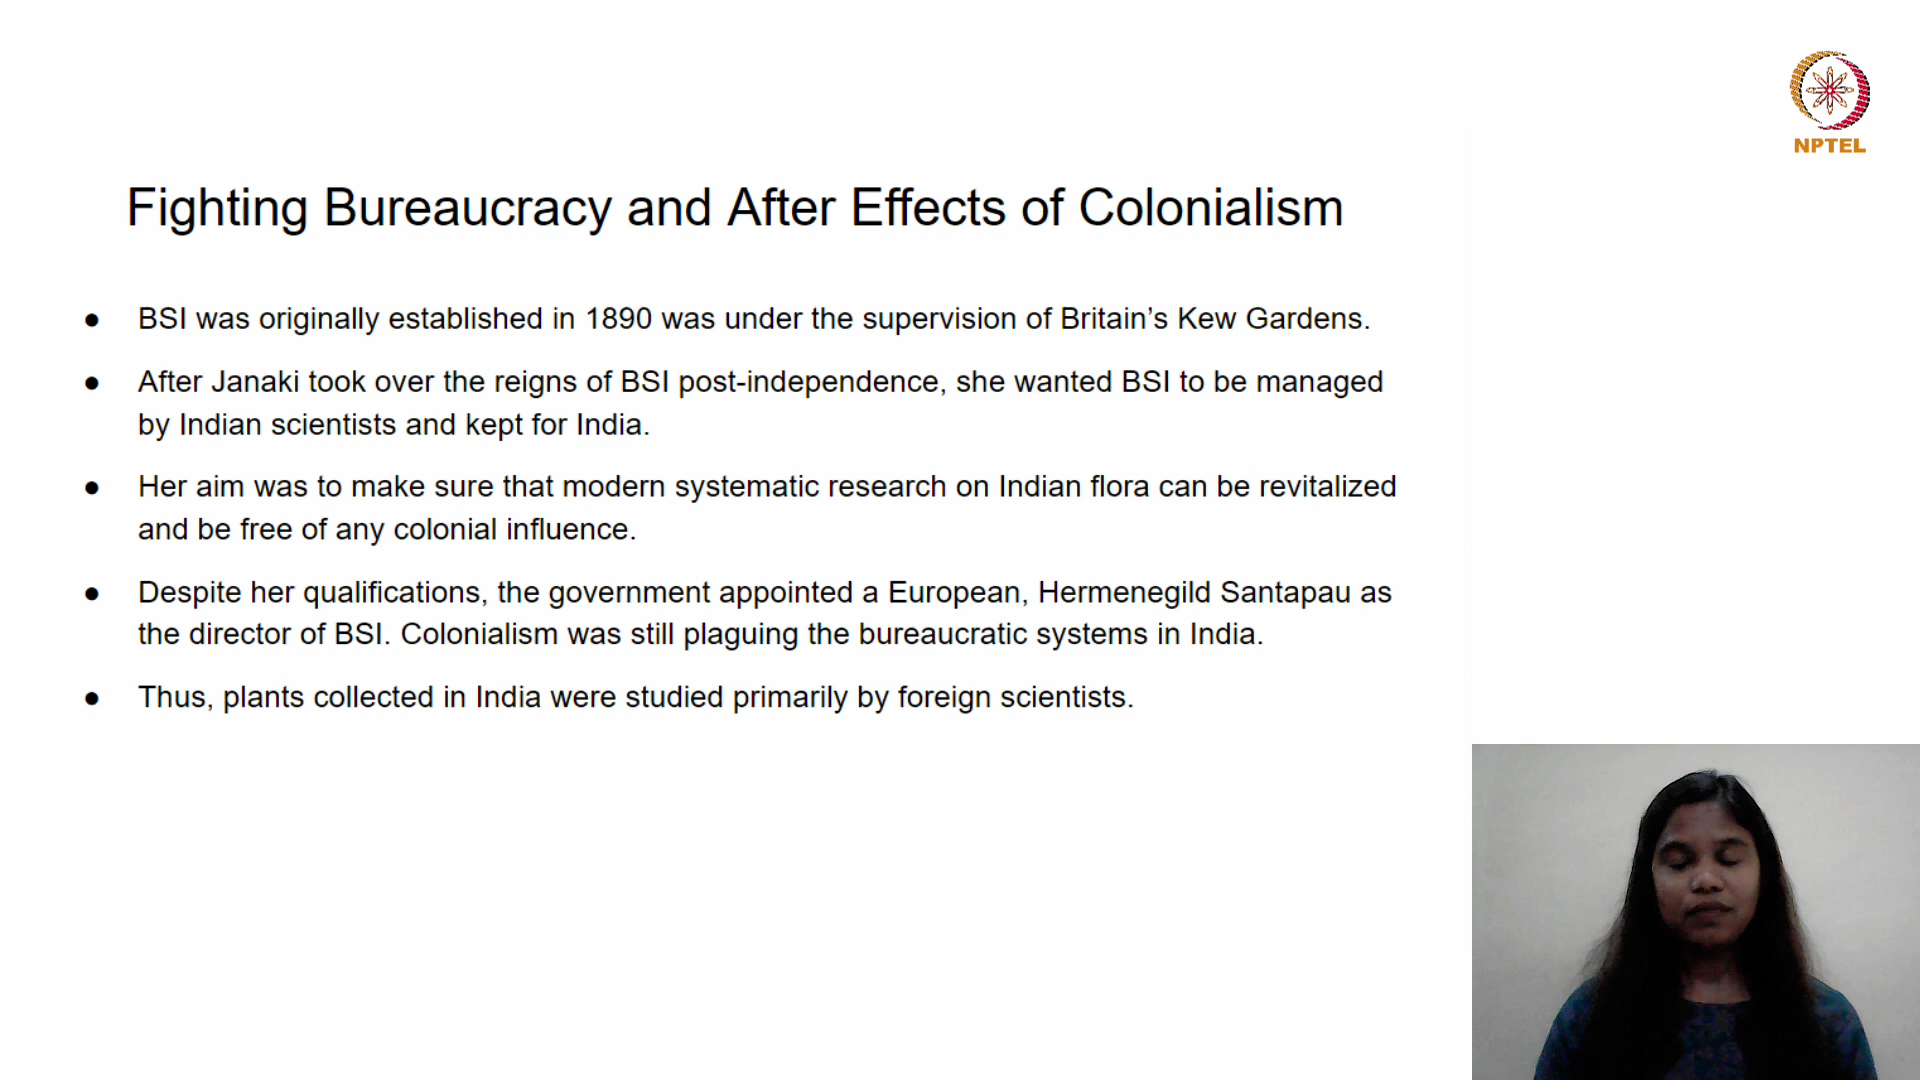 NPTEL
Fighting Bureaucracy and After Effects of Colonialism
● BSI was originally established in 1890 was under the supervision of Britain’s Kew Gardens.
● After Janaki took over the reigns of BSI post-independence, she wanted BSI to be managed
by Indian scientists and kept for India.
● Her aim was to make sure that modern systematic research on Indian flora can be revitalized
and be free of any colonial influence.
● Despite her qualifications, the government appointed a European, Hermenegild Santapau as
the director of BSI. Colonialism was still plaguing the bureaucratic systems in India.
● Thus, plants collected in India were studied primarily by foreign scientists.